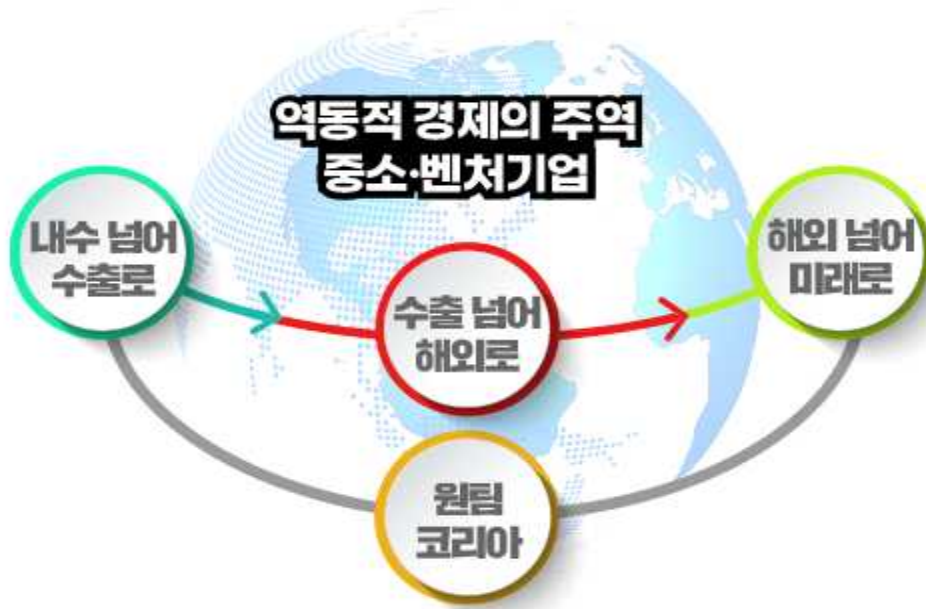 역동적 경제의 주역
중소·벤처기업
내수 넘어
수출로
수출 넘어
해외로
해외 넘어
미래로
원팀
코리아